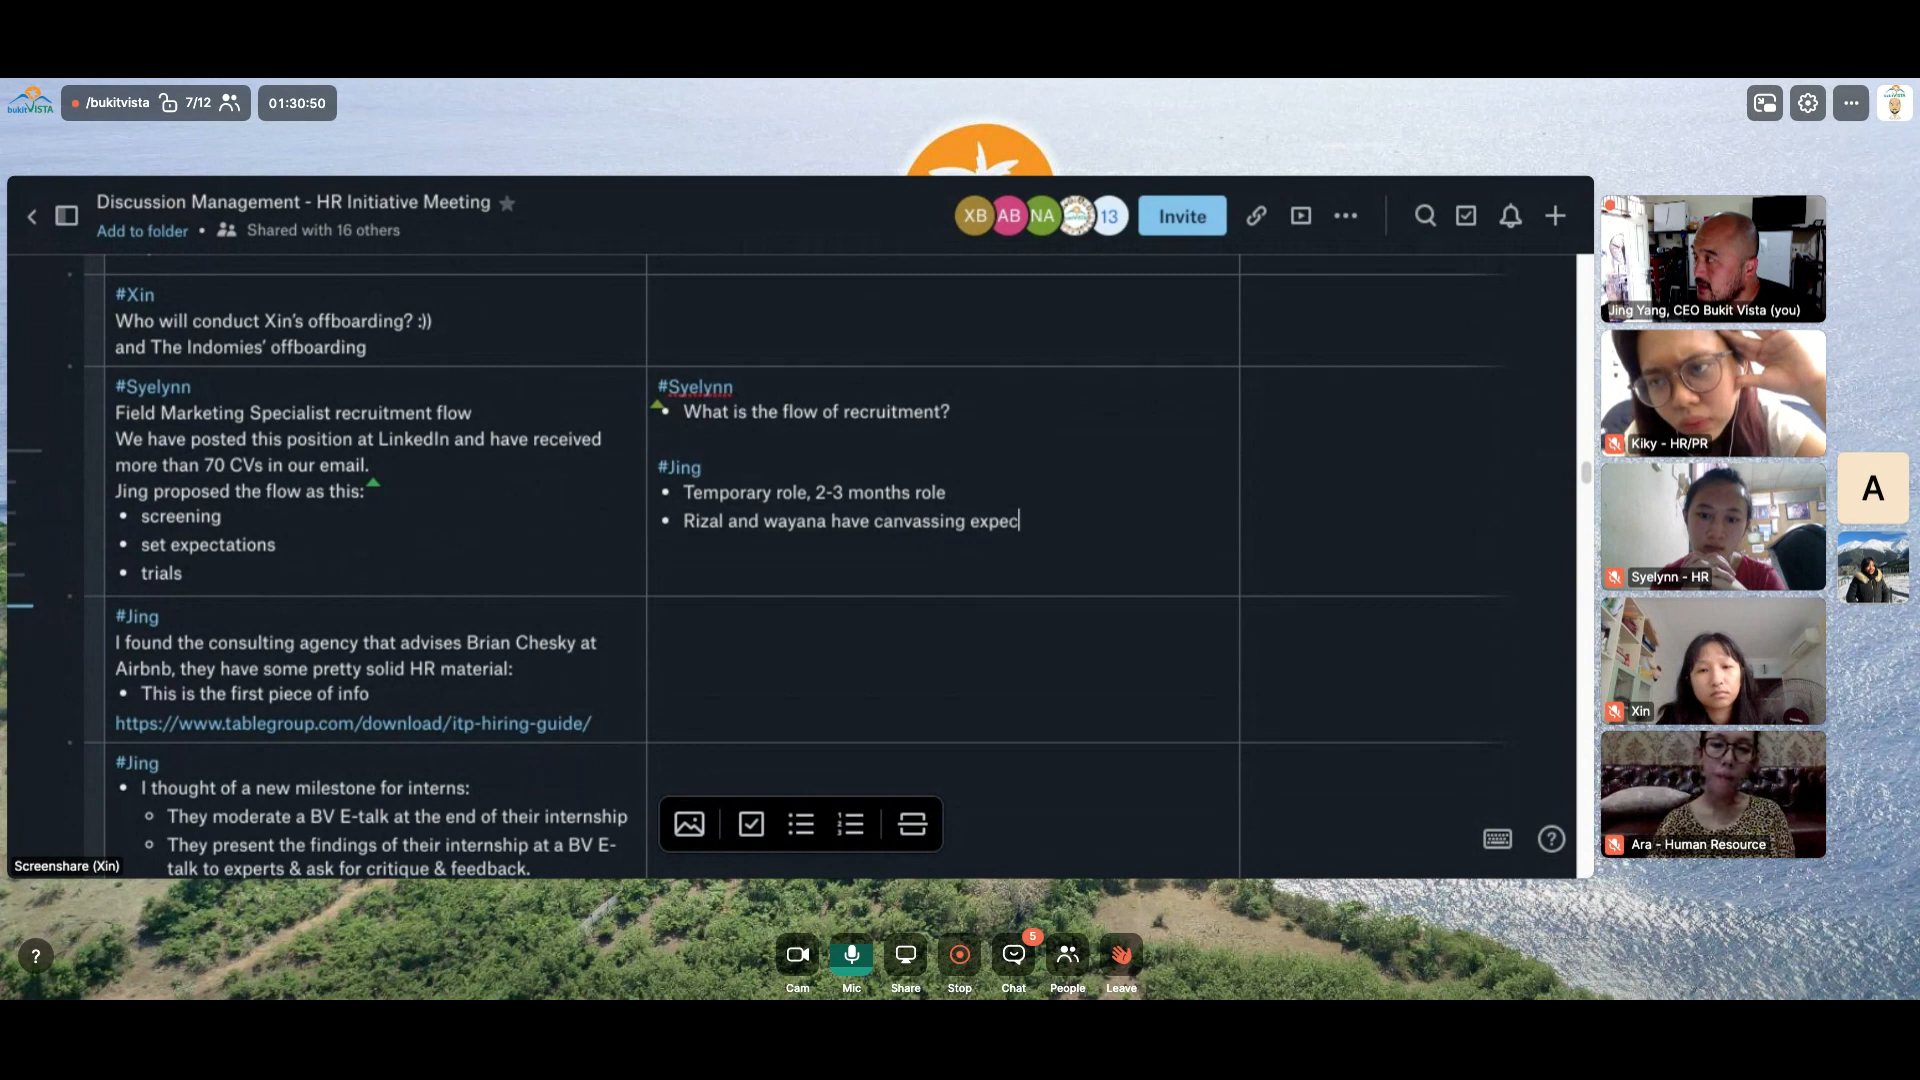 bukitVISTA
/bukitvista 7/12
01:30:50
Discussion Management - HR Initiative Meeting
Add to folder • Shared with 16 others
XB AB NA 13
Invite
#Xin
Who will conduct Xin's offboarding? :))
and The Indomies' offboarding
#Syelynn
Field Marketing Specialist recruitment flow
We have posted this position at LinkedIn and have received
more than 70 CVs in our email.
Jing proposed the flow as this:
• screening
• set expectations
• trials
#Syelynn
• What is the flow of recruitment?
#Jing
• Temporary role, 2-3 months role
• Rizal and wayana have canvassing expec
#Jing
I found the consulting agency that advises Brian Chesky at
Airbnb, they have some pretty solid HR material:
• This is the first piece of info
https://www.tablegroup.com/download/itp-hiring-guide/
#Jing
• I thought of a new milestone for interns:
They moderate a BV E-talk at the end of their internship
They present the findings of their internship at a BV E-
talk to experts & ask for critique & feedback.
Screenshare (Xin)
Jing Yang, CEO Bukit Vista (you)
Kiky - HR/PR
Syelynn - HR
Xin
Ara - Human Resource
A
?
?
5
Cam
Mic
Share
Stop
Chat
People
Leave